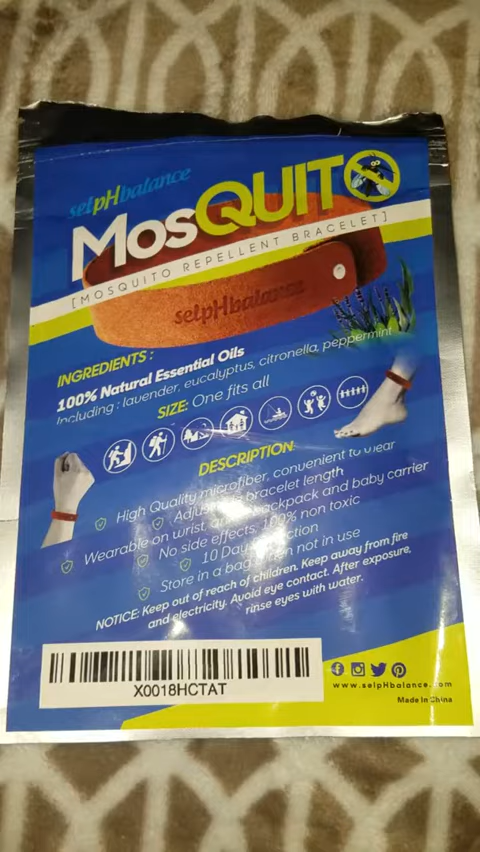 selpHbalance
MosQUITO
[MOSQUITO REPELLENT BRACELET]
selpHbalance
INGREDIENTS :
100% Natural Essential Oils
Including : lavender, eucalyptus, citronella, peppermint
SIZE: One fits all
DESCRIPTION
High Quality microfiber, convenient to wear
bracelet length
Wearable on wrist, backpack and baby carrier
No side effects, 100% non toxic
10 Days
Store in a bag when not in use
NOTICE: Keep out of reach of children. Keep away from fire
and electricity. Avoid eye contact. After exposure,
rinse eyes with water.
X0018HCTAT
www.selpHbalance.com
Made In China